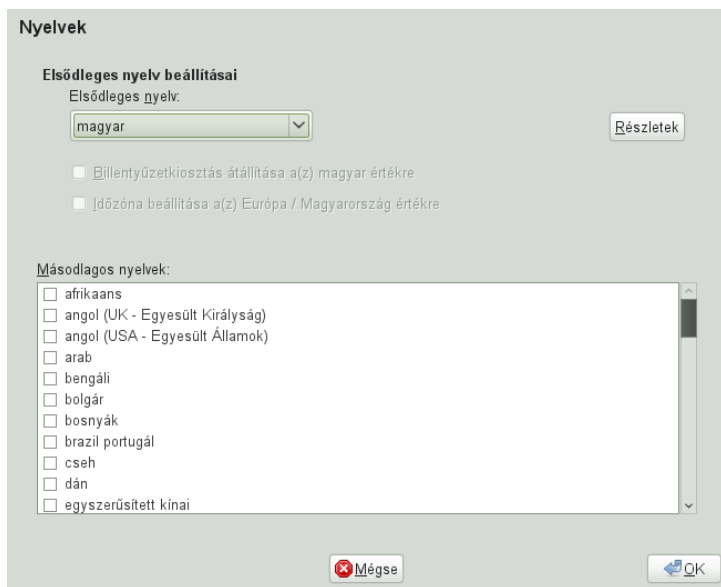 Nyelvek
Elsődleges nyelv beállításai
Elsődleges nyelv:
magyar
Részletek
Billentyűzetkiosztás átállítása a(z) magyar értékre
Időzóna beállítása a(z) Európa / Magyarország értékre
Másodlagos nyelvek:
afrikaans
angol (UK - Egyesült Királyság)
angol (USA - Egyesült Államok)
arab
bengáli
bolgár
bosnyák
brazil portugál
cseh
dán
egyszerűsített kínai
Mégse
OK